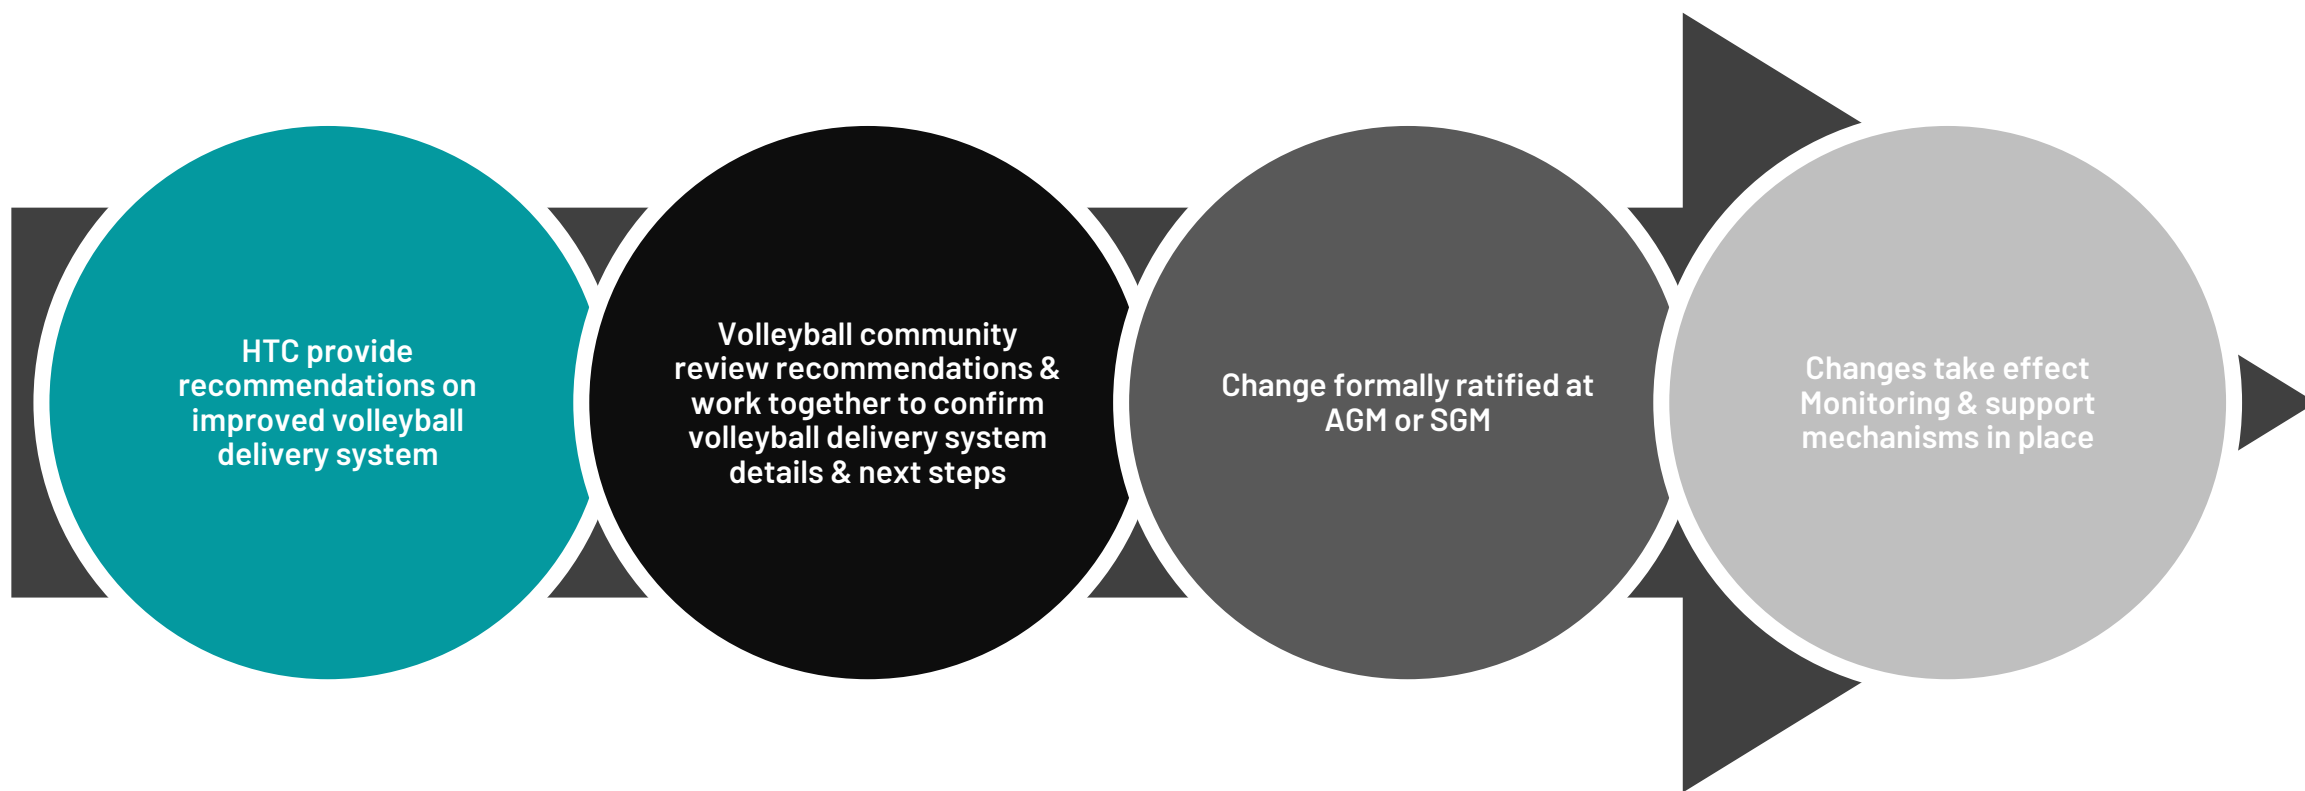 HTC provide
recommendations on
improved volleyball
delivery system
Volleyball community
review recommendations &
work together to confirm
volleyball delivery system
details & next steps
Change formally ratified at
AGM or SGM
Changes take effect
Monitoring & support
mechanisms in place